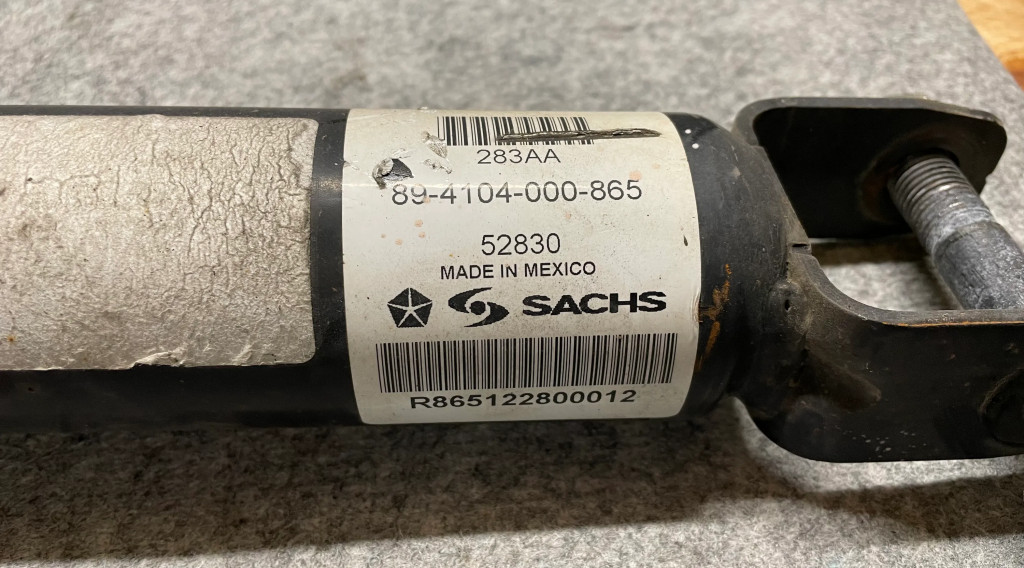 283AA
89-4104-000-865
52830
MADE IN MEXICO
SACHS
R865122800012